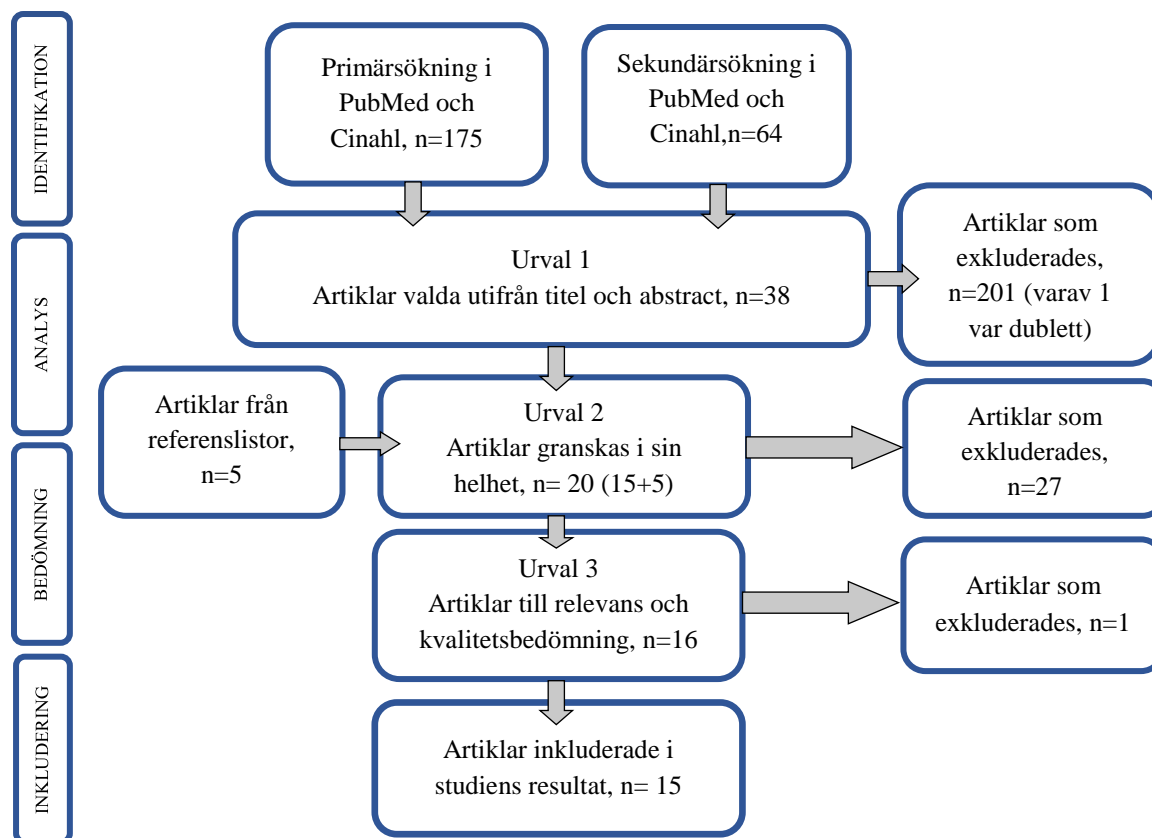 IDENTIFIKATION
Primärsökning i
PubMed och
Cinahl, n=175
Sekundärsökning i
PubMed och
Cinahl,n=64
ANALYS
Urval 1
Artiklar valda utifrån titel och abstract, n=38
Artiklar som
exkluderades,
n=201 (varav 1
var dublett)
Artiklar från
referenslistor,
n=5
Urval 2
Artiklar granskas i sin
helhet, n= 20 (15+5)
Artiklar som
exkluderades,
n=27
BEDÖMNING
Urval 3
Artiklar till relevans och
kvalitetsbedömning, n=16
Artiklar som
exkluderades, n=1
INKLUDERING
Artiklar inkluderade i
studiens resultat, n= 15